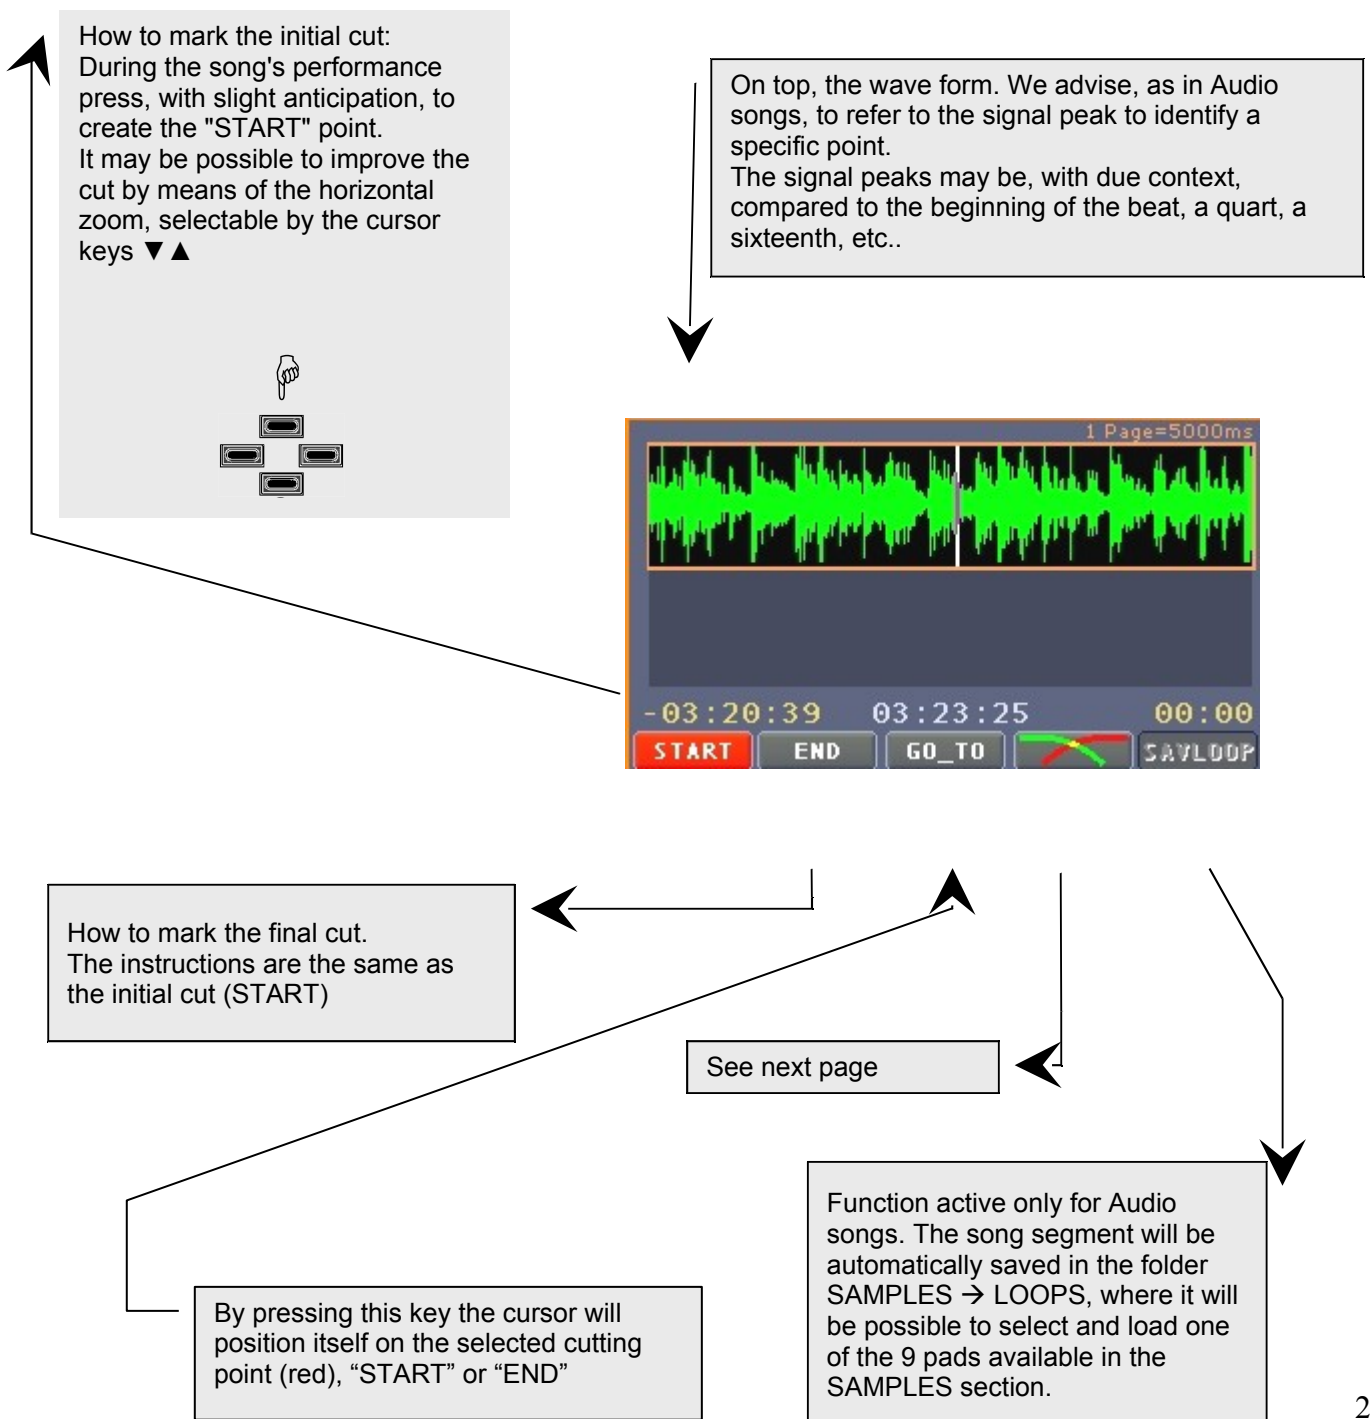 How to mark the initial cut:
During the song's performance
press, with slight anticipation, to
create the "START" point.
It may be possible to improve the
cut by means of the horizontal
zoom, selectable by the cursor
keys ▼▲
On top, the wave form. We advise, as in Audio
songs, to refer to the signal peak to identify a
specific point.
The signal peaks may be, with due context,
compared to the beginning of the beat, a quart, a
sixteenth, etc..
1 Page=5000ms
-03:20:39 03:23:25 00:00
START END GO_TO SAVLOOP
How to mark the final cut.
The instructions are the same as
the initial cut (START)
See next page
By pressing this key the cursor will
position itself on the selected cutting
point (red), “START” or “END”
Function active only for Audio
songs. The song segment will be
automatically saved in the folder
SAMPLES → LOOPS, where it will
be possible to select and load one
of the 9 pads available in the
SAMPLES section.
2